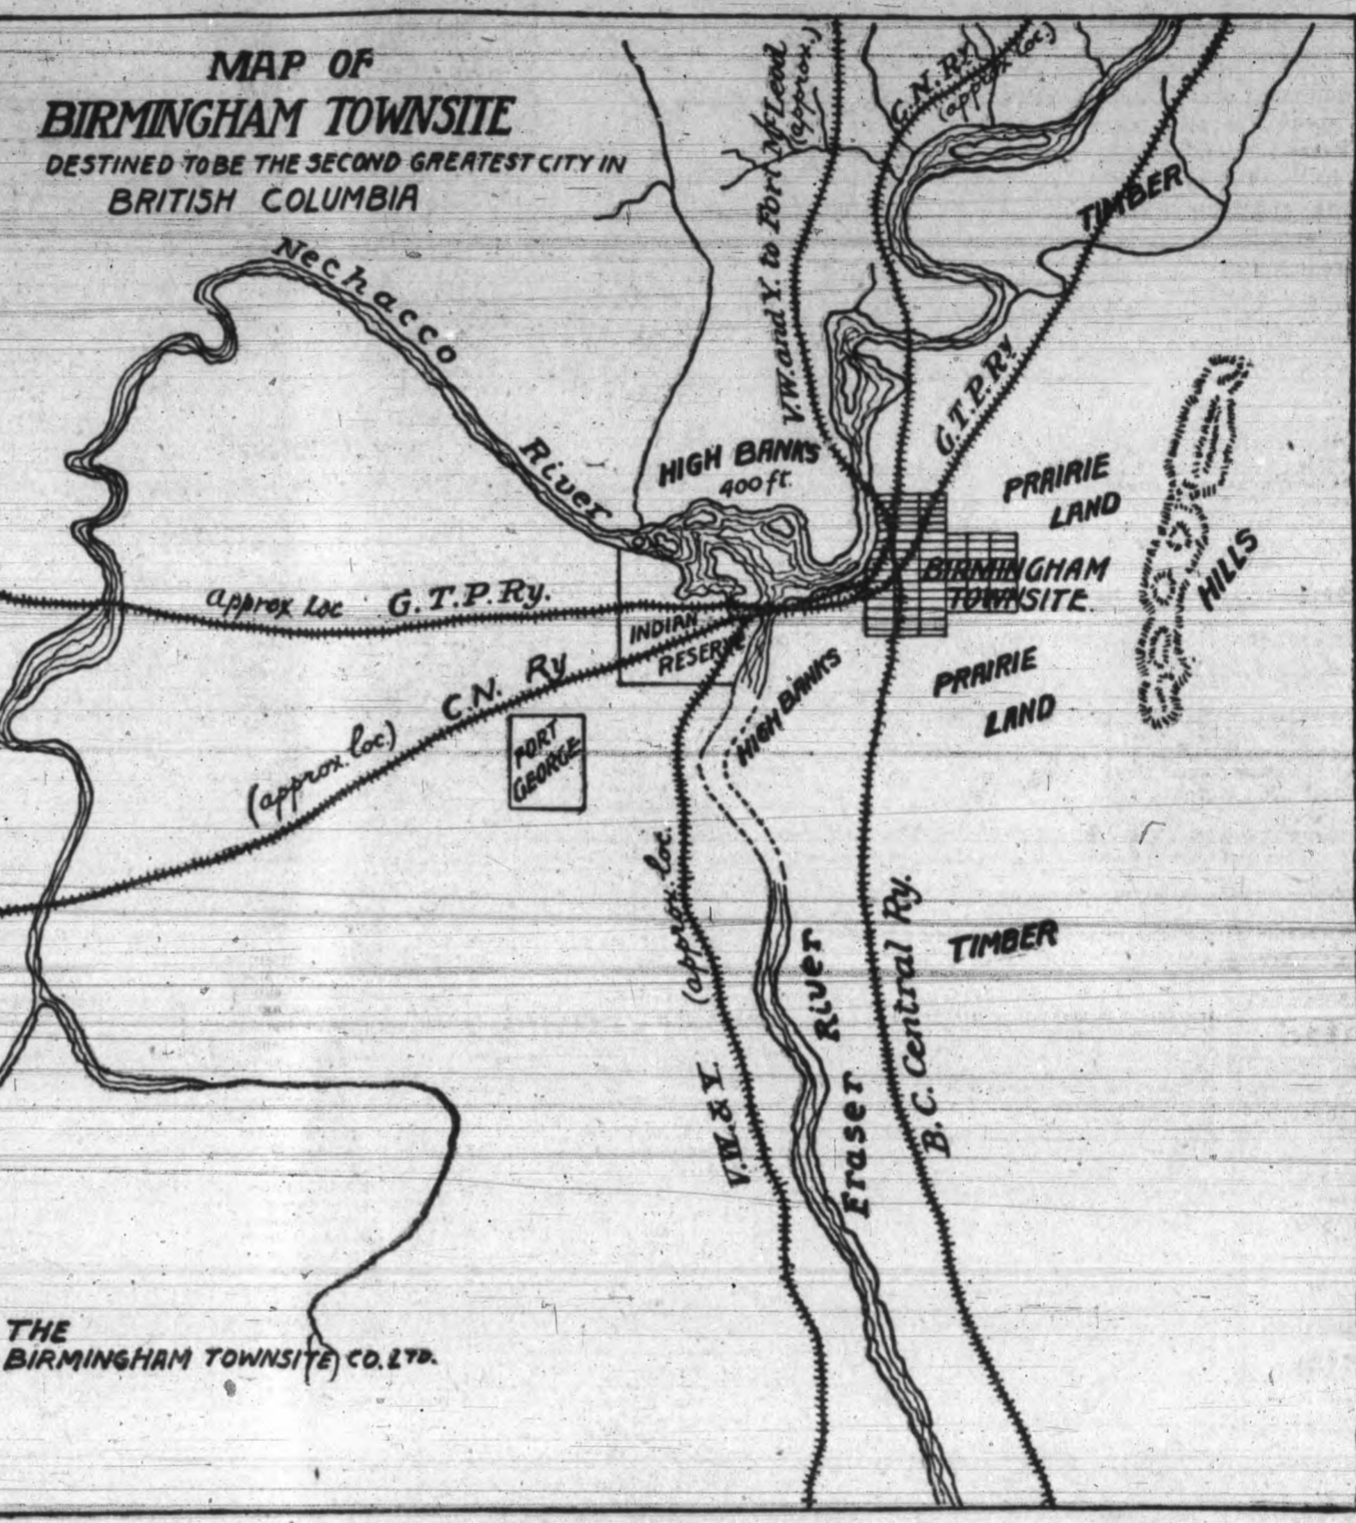 MAP OF
BIRMINGHAM TOWNSITE
DESTINED TO BE THE SECOND GREATEST CITY IN
BRITISH COLUMBIA
Nechacco River
V.W. and Y. to Fort McLeod
(approx.)
C.N. Ry
(approx loc.)
TIMBER
G.T.P. Ry
HIGH BANKS
400 ft.
PRAIRIE
LAND
HILLS
BIRMINGHAM
TOWNSITE.
approx Loc G.T.P. Ry.
INDIAN
RESERVE
C.N. Ry
(approx. loc.)
FORT
GEORGE
HIGH BANKS
PRAIRIE
LAND
V.W. & Y. (approx. loc.
Fraser River
B.C. Central Ry.
TIMBER
THE
BIRMINGHAM TOWNSITE CO. LTD.